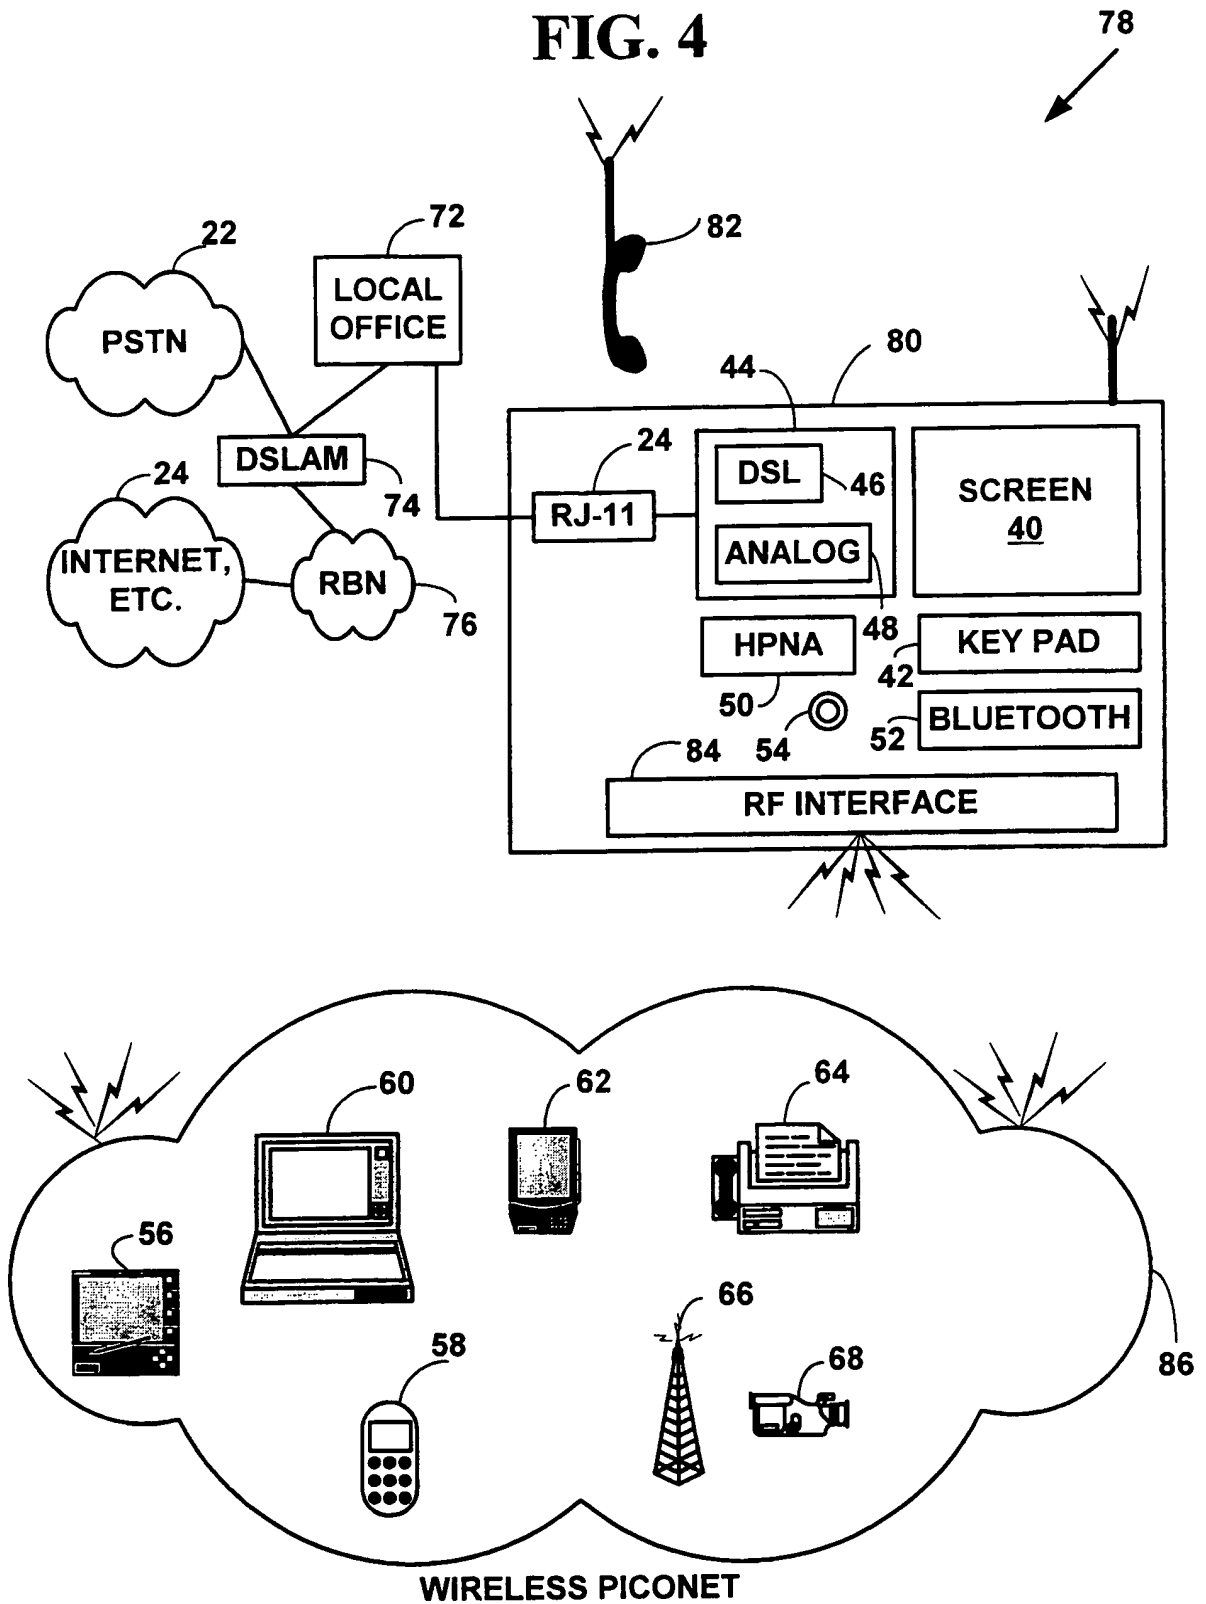 FIG. 4
78
72
22
82
LOCAL
OFFICE
PSTN
80
44
24
DSLAM
74
DSL
46
SCREEN
40
24
RJ-11
INTERNET,
ETC.
RBN
76
ANALOG
48
HPNA
KEY PAD
42
50
54
BLUETOOTH
52
84
RF INTERFACE
60
62
64
56
66
58
68
86
WIRELESS PICONET